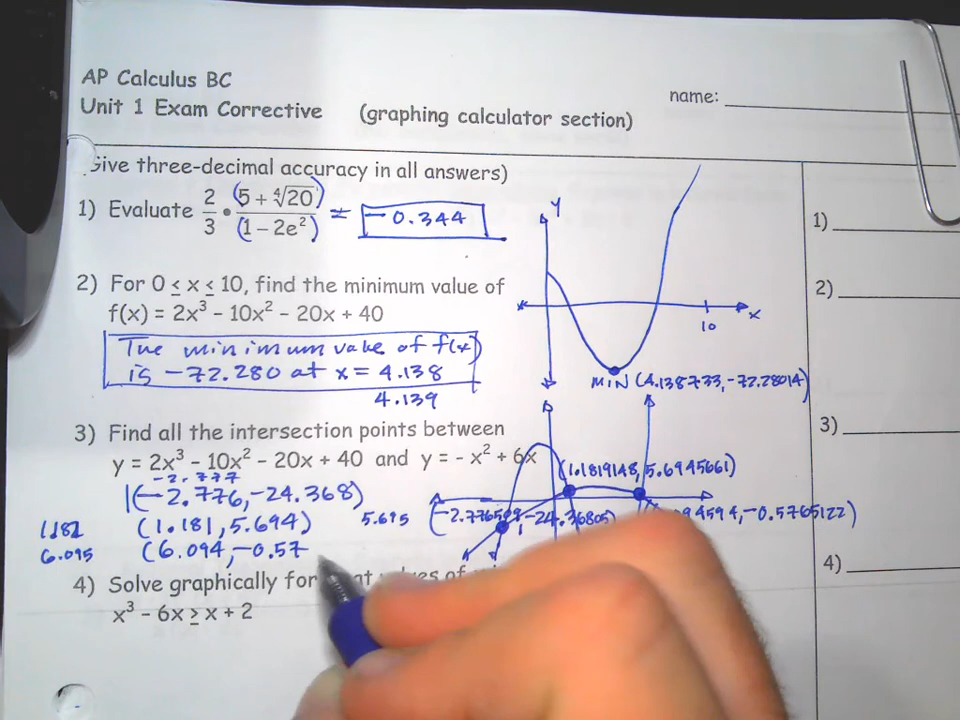 AP Calculus BC
Unit 1 Exam Corrective (graphing calculator section)
name:
Give three-decimal accuracy in all answers)
1) Evaluate 2/3 • (5 + ∜20) / (1 – 2e²) = -0.344
1)
2) For 0 ≤ x ≤ 10, find the minimum value of
f(x) = 2x³ – 10x² – 20x + 40
2)
The minimum value of f(x)
is -72.280 at x = 4.138
4.139
y
x
10
MIN (4.138733, -72.28014)
3) Find all the intersection points between
y = 2x³ – 10x² – 20x + 40 and y = – x² + 6x
3)
-2.777
(-2.776, -24.368)
1.182 (1.181, 5.694) 5.695
6.095 (6.094, -0.57
(1.1819148, 5.6945661)
-24.36805)
94594, -0.5765122)
4) Solve graphically for
x³ – 6x ≥ x + 2
4)